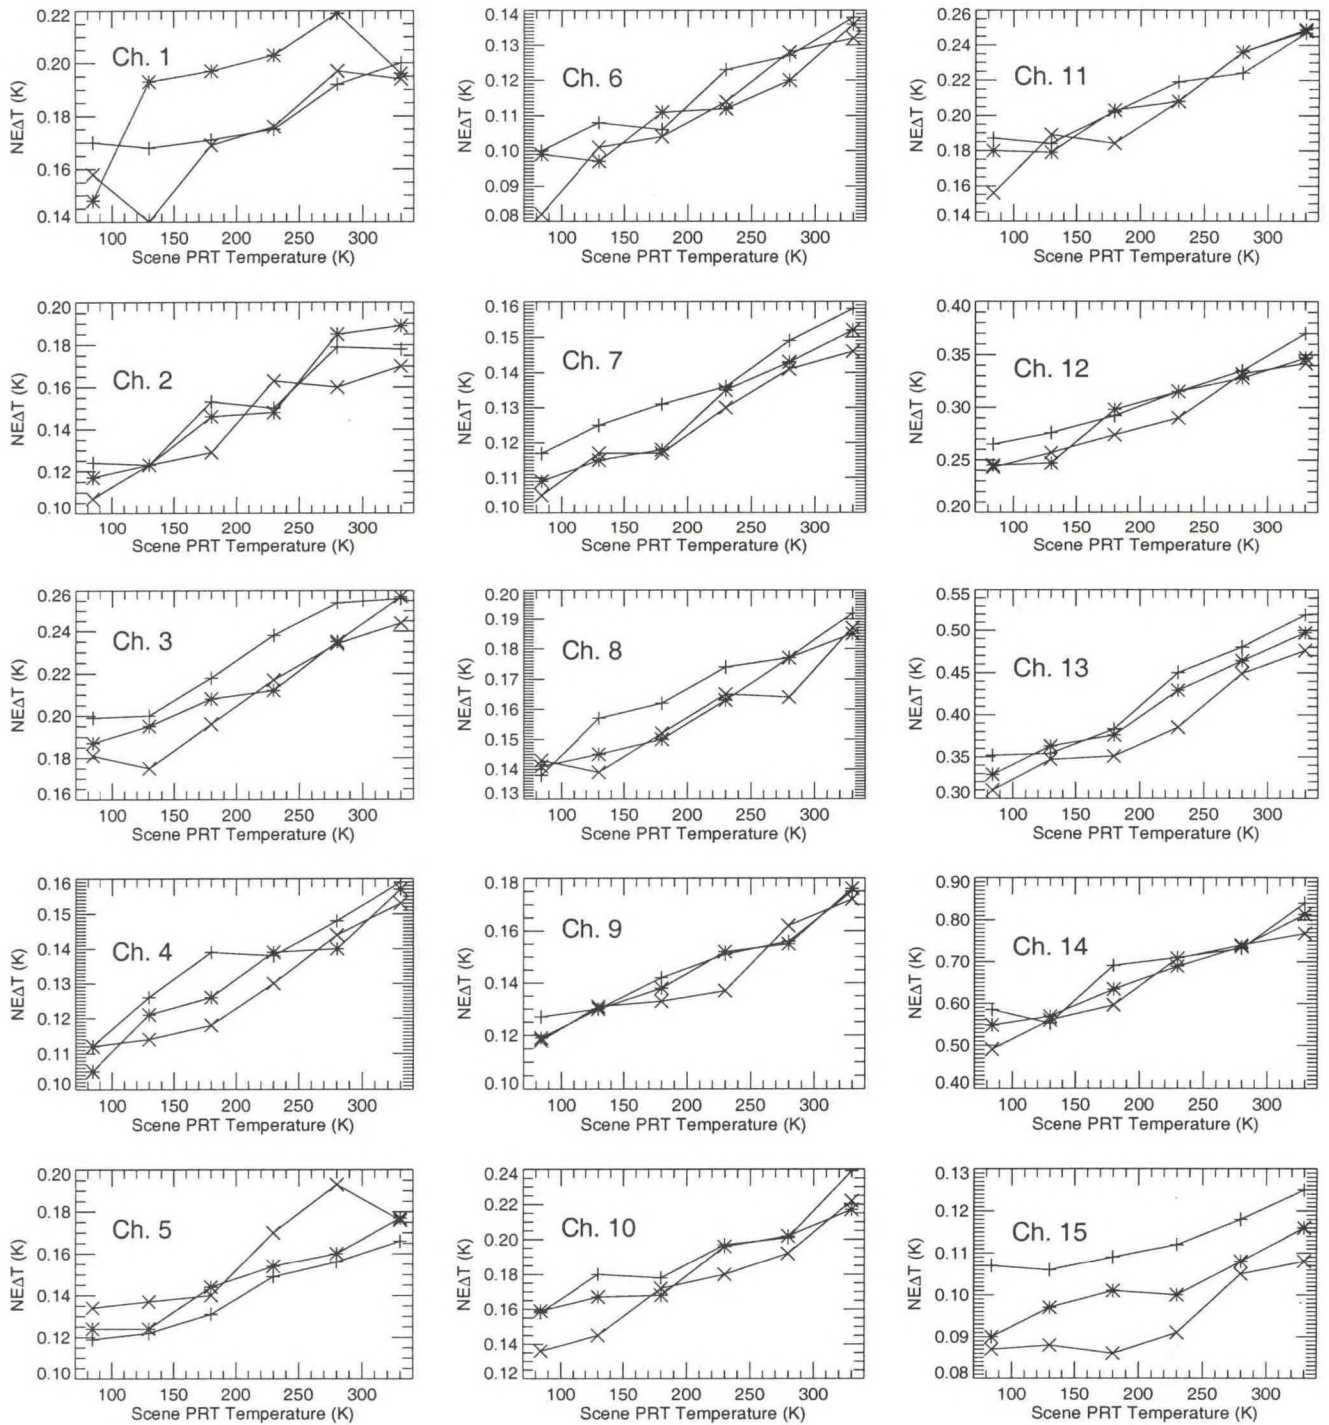 0.22
0.20
0.18
0.16
0.14
NEΔT (K)
Ch. 1
100 150 200 250 300
Scene PRT Temperature (K)
0.20
0.18
0.16
0.14
0.12
0.10
NEΔT (K)
Ch. 2
100 150 200 250 300
Scene PRT Temperature (K)
0.26
0.24
0.22
0.20
0.18
0.16
NEΔT (K)
Ch. 3
100 150 200 250 300
Scene PRT Temperature (K)
0.16
0.15
0.14
0.13
0.12
0.11
0.10
NEΔT (K)
Ch. 4
100 150 200 250 300
Scene PRT Temperature (K)
0.20
0.18
0.16
0.14
0.12
0.10
NEΔT (K)
Ch. 5
100 150 200 250 300
Scene PRT Temperature (K)
0.14
0.13
0.12
0.11
0.10
0.09
0.08
NEΔT (K)
Ch. 6
100 150 200 250 300
Scene PRT Temperature (K)
0.16
0.15
0.14
0.13
0.12
0.11
0.10
NEΔT (K)
Ch. 7
100 150 200 250 300
Scene PRT Temperature (K)
0.20
0.19
0.18
0.17
0.16
0.15
0.14
0.13
NEΔT (K)
Ch. 8
100 150 200 250 300
Scene PRT Temperature (K)
0.18
0.16
0.14
0.12
0.10
NEΔT (K)
Ch. 9
100 150 200 250 300
Scene PRT Temperature (K)
0.24
0.22
0.20
0.18
0.16
0.14
0.12
NEΔT (K)
Ch. 10
100 150 200 250 300
Scene PRT Temperature (K)
0.26
0.24
0.22
0.20
0.18
0.16
0.14
NEΔT (K)
Ch. 11
100 150 200 250 300
Scene PRT Temperature (K)
0.40
0.35
0.30
0.25
0.20
NEΔT (K)
Ch. 12
100 150 200 250 300
Scene PRT Temperature (K)
0.55
0.50
0.45
0.40
0.35
0.30
NEΔT (K)
Ch. 13
100 150 200 250 300
Scene PRT Temperature (K)
0.90
0.80
0.70
0.60
0.50
0.40
NEΔT (K)
Ch. 14
100 150 200 250 300
Scene PRT Temperature (K)
0.13
0.12
0.11
0.10
0.09
0.08
NEΔT (K)
Ch. 15
100 150 200 250 300
Scene PRT Temperature (K)